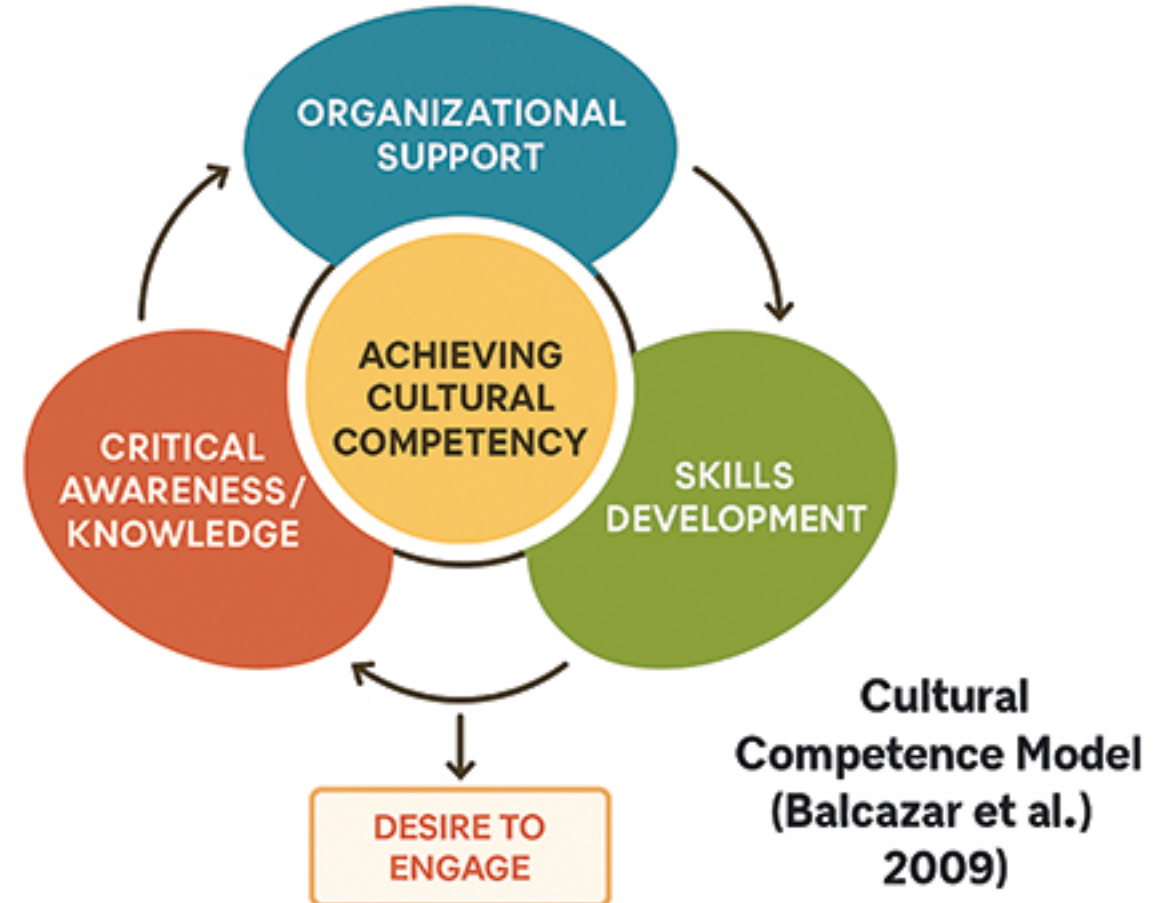 ORGANIZATIONAL
SUPPORT
ACHIEVING
CULTURAL
COMPETENCY
CRITICAL
AWARENESS/
KNOWLEDGE
SKILLS
DEVELOPMENT
DESIRE TO
ENGAGE
Cultural
Competence Model
(Balcazar et al.)
2009)